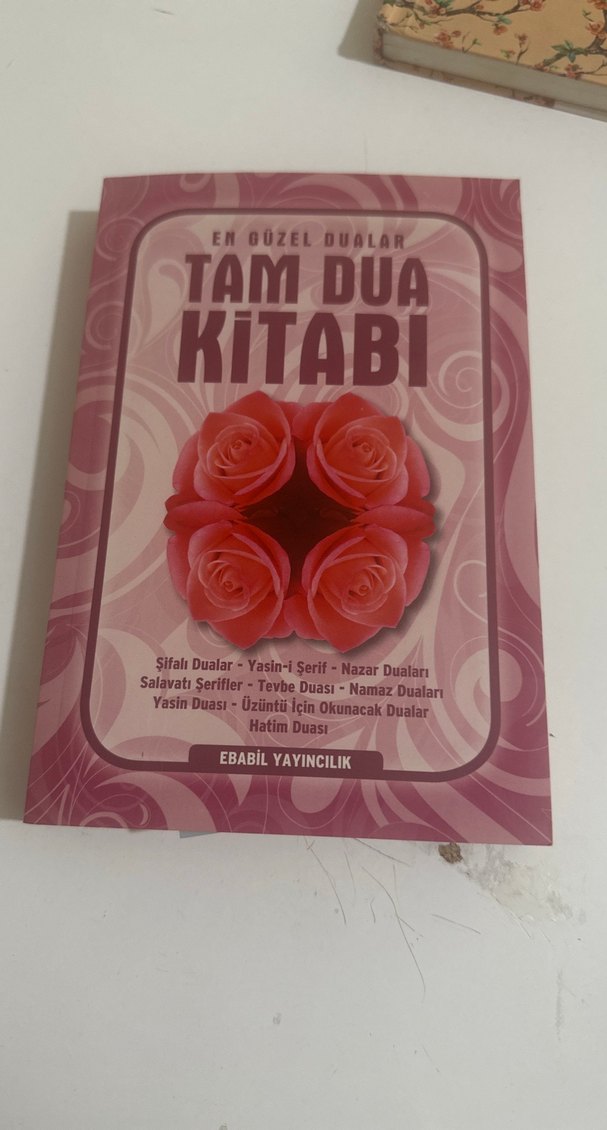 EN GÜZEL DUALAR
TAM DUA
KİTABI
Şifalı Dualar - Yasin-i Şerif - Nazar Duaları
Salavatı Şerifler - Tevbe Duası - Namaz Duaları
Yasin Duası - Üzüntü İçin Okunacak Dualar
Hatim Duası
EBABİL YAYINCILIK